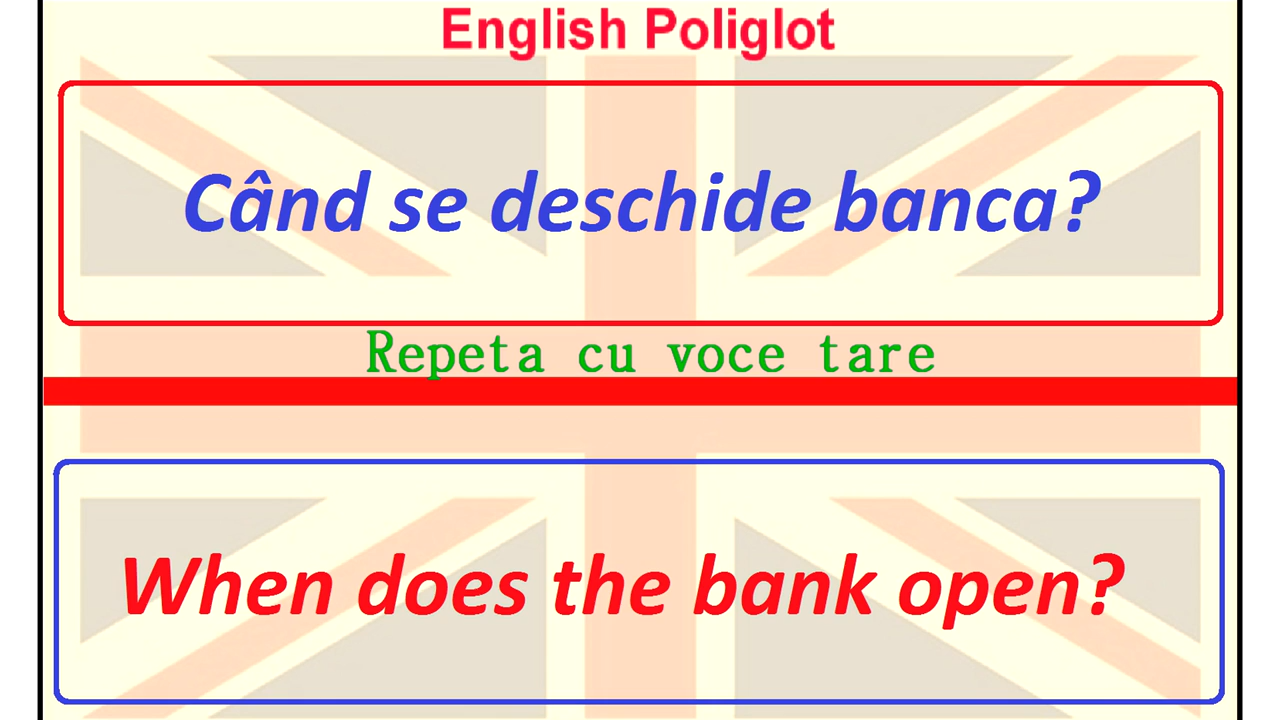 English Poliglot
Când se deschide banca?
Repeta cu voce tare
When does the bank open?